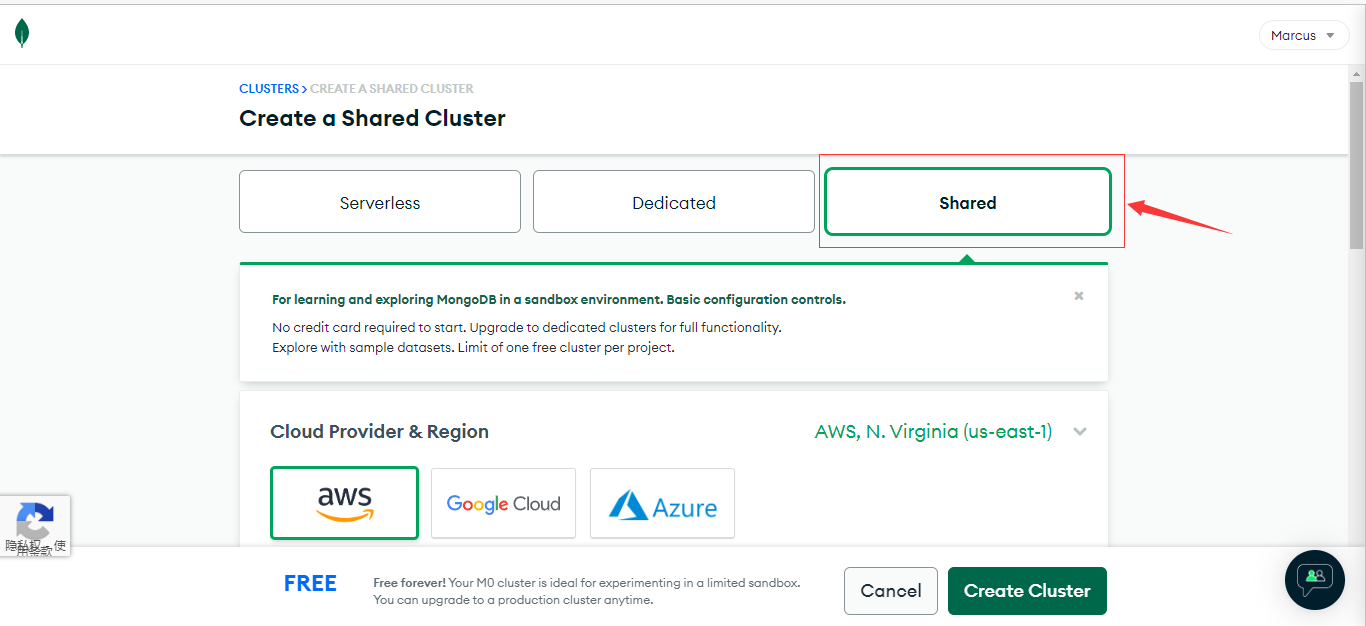 Marcus
CLUSTERS > CREATE A SHARED CLUSTER
Create a Shared Cluster
Serverless
Dedicated
Shared
For learning and exploring MongoDB in a sandbox environment. Basic configuration controls.
No credit card required to start. Upgrade to dedicated clusters for full functionality.
Explore with sample datasets. Limit of one free cluster per project.
Cloud Provider & Region
AWS, N. Virginia (us-east-1)
aws
Google Cloud
Azure
隐私权 - 使
用条款
FREE
Free forever! Your M0 cluster is ideal for experimenting in a limited sandbox.
You can upgrade to a production cluster anytime.
Cancel
Create Cluster